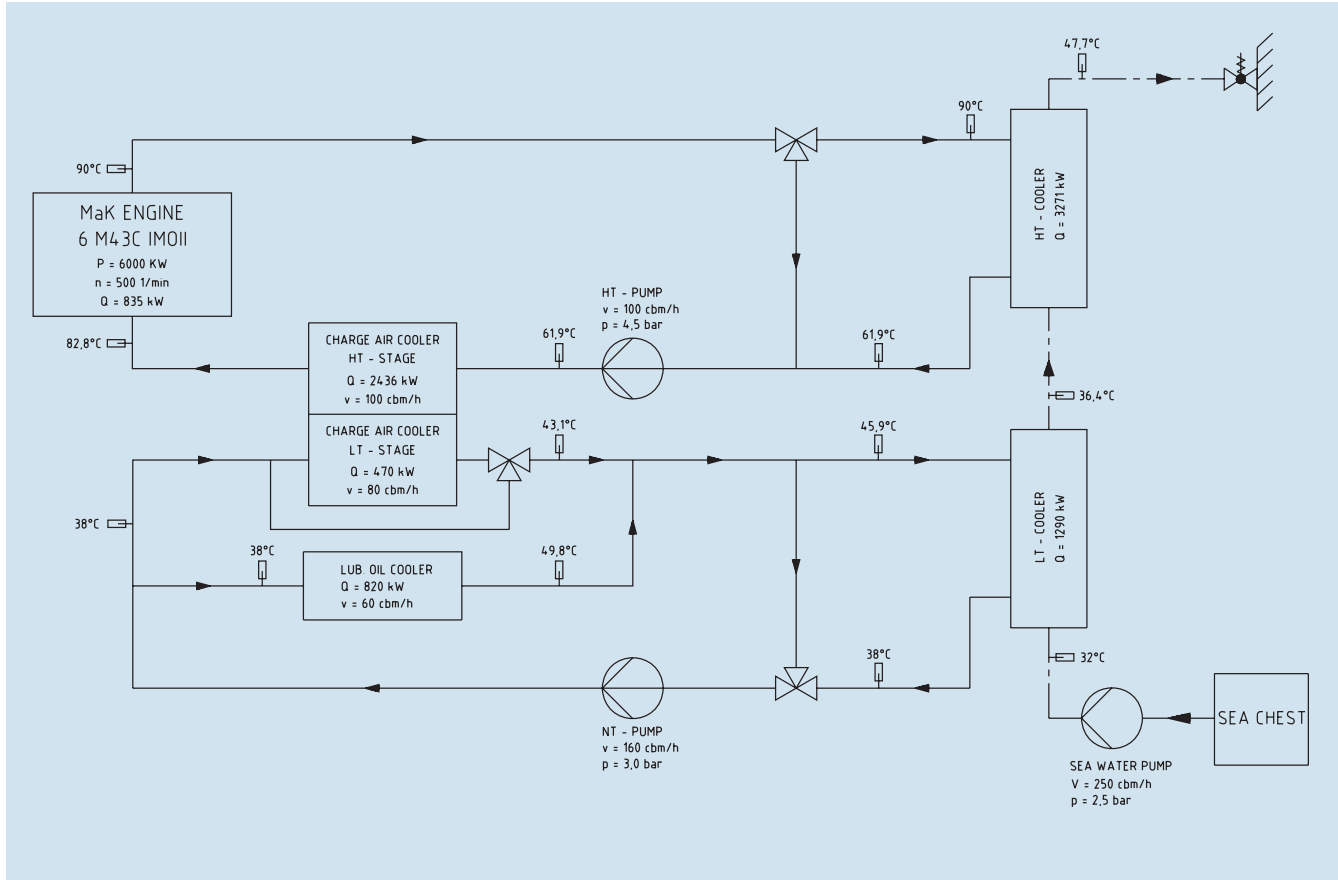 47,7°C
90°C
90°C
MaK ENGINE
6 M43C IMOII
P = 6000 KW
n = 500 1/min
Q = 835 kW
HT - COOLER
Q = 3271 kW
82,8°C
HT - PUMP
v = 100 cbm/h
p = 4,5 bar
61,9°C
61,9°C
CHARGE AIR COOLER
HT - STAGE
Q = 2436 kW
v = 100 cbm/h
36,4°C
CHARGE AIR COOLER
LT - STAGE
Q = 470 kW
v = 80 cbm/h
43,1°C
45,9°C
LT - COOLER
Q = 1290 kW
38°C
38°C
49,8°C
LUB. OIL COOLER
Q = 820 kW
v = 60 cbm/h
38°C
32°C
NT - PUMP
v = 160 cbm/h
p = 3,0 bar
SEA CHEST
SEA WATER PUMP
V = 250 cbm/h
p = 2,5 bar